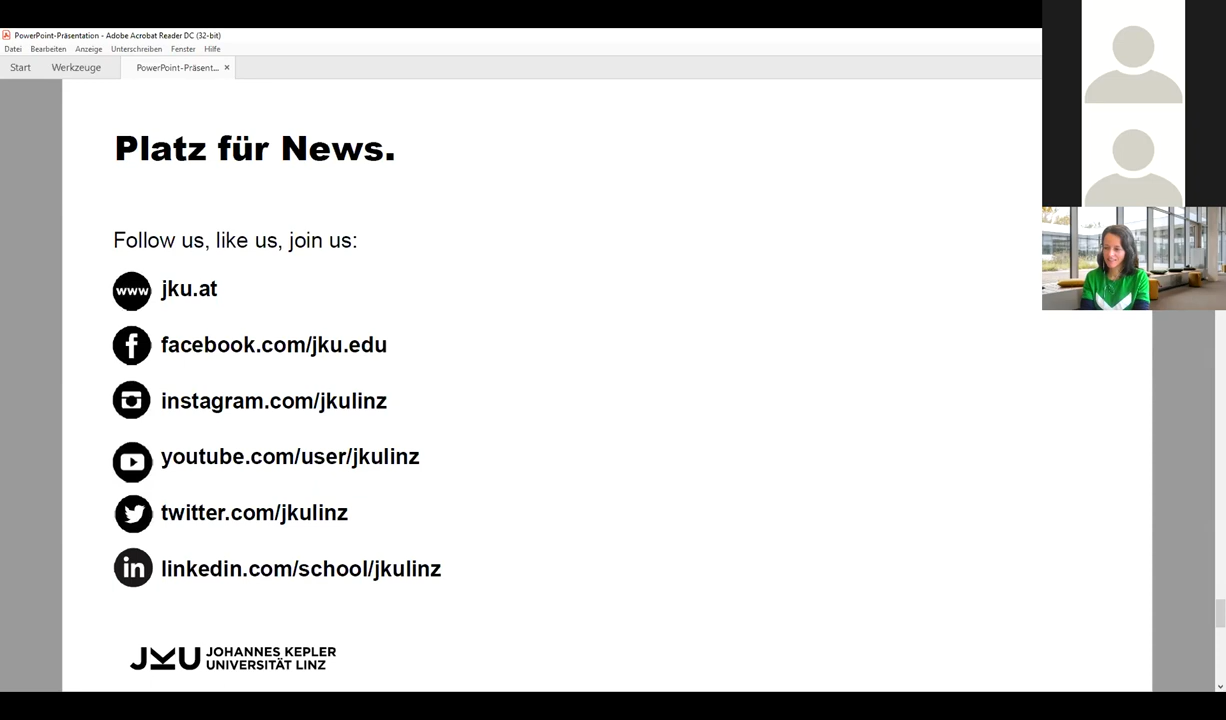 PowerPoint-Präsentation - Adobe Acrobat Reader DC (32-bit)
Datei Bearbeiten Anzeige Unterschreiben Fenster Hilfe
Start Werkzeuge PowerPoint-Präsent... ×
Platz für News.
Follow us, like us, join us:
www jku.at
facebook.com/jku.edu
instagram.com/jkulinz
youtube.com/user/jkulinz
twitter.com/jkulinz
in linkedin.com/school/jkulinz
JKU JOHANNES KEPLER
UNIVERSITÄT LINZ